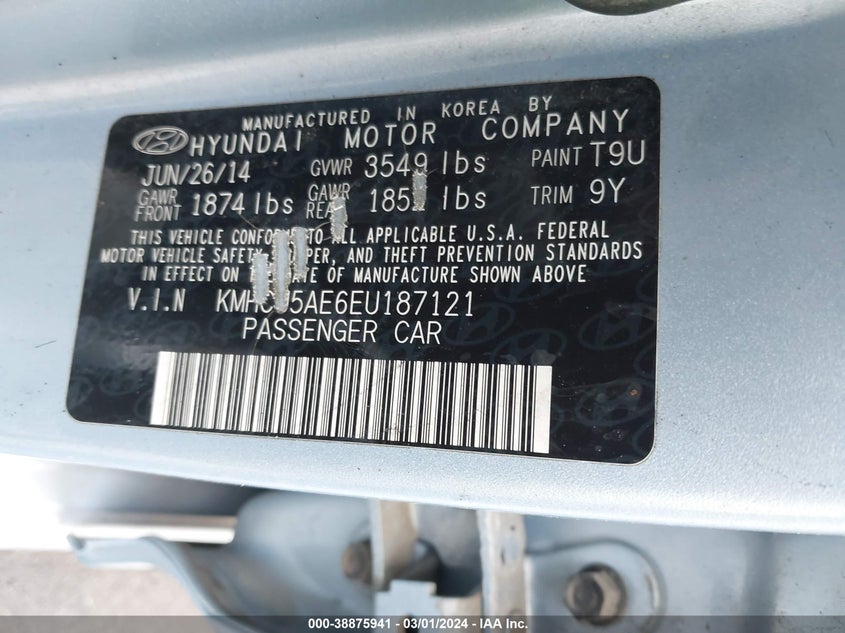 MANUFACTURED IN KOREA BY
HYUNDAI MOTOR COMPANY
JUN/26/14 GVWR 3549 lbs PAINT T9U
GAWR FRONT 1874 lbs GAWR lbs TRIM 9Y
THIS VEHICLE TO APPLICABLE U.S.A. FEDERAL
MOTOR VEHICLE SAFETY, AND THEFT PREVENTION STANDARDS
IN EFFECT ON DATE OF MANUFACTURE SHOWN ABOVE
V.I.N
PASSENGER CAR
000-38875941 — 03/01/2024 — IAA Inc.